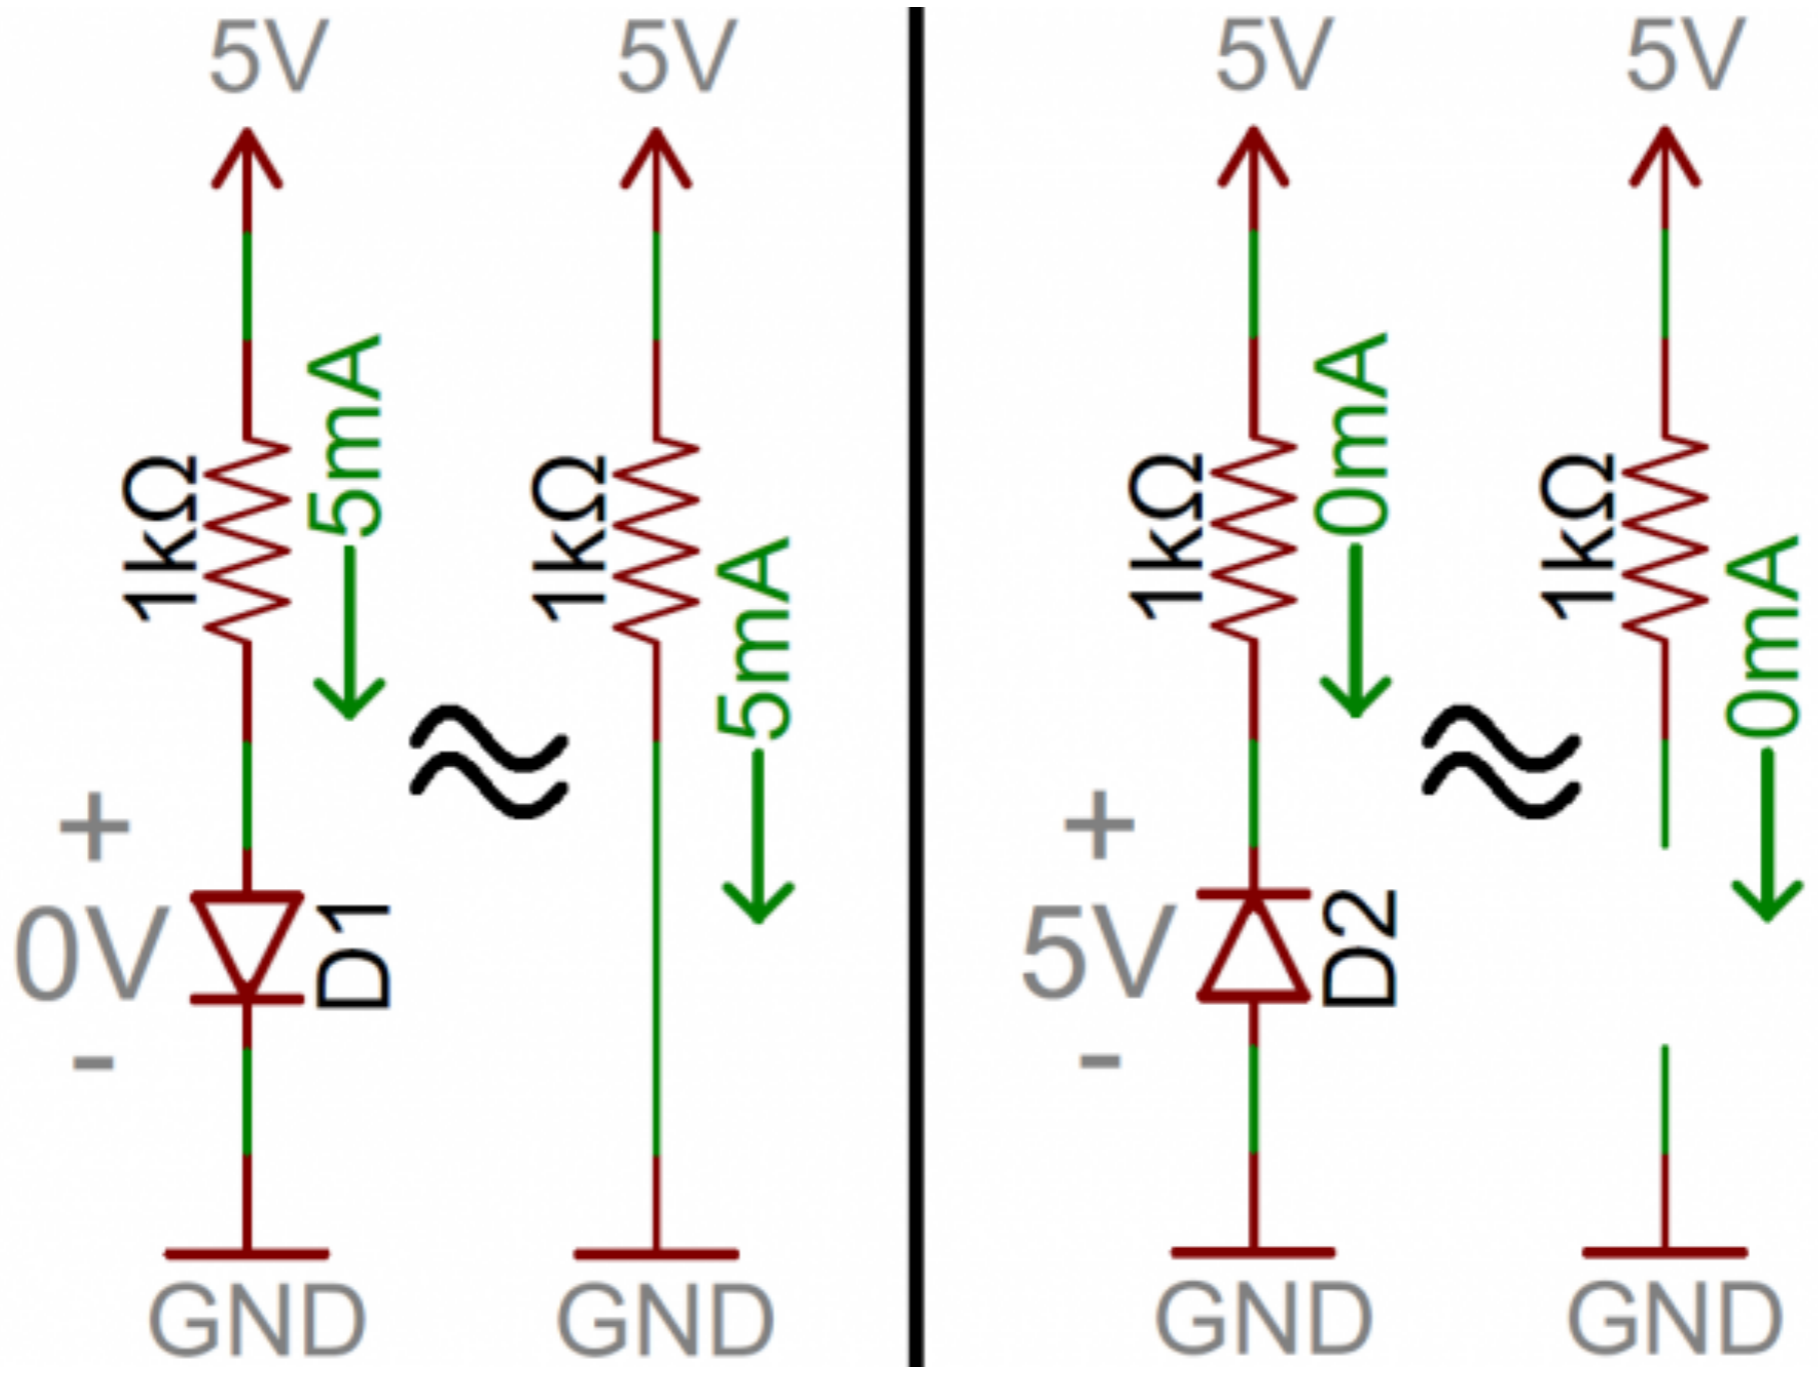 5V
1kΩ
5mA
+
0V
-
D1
GND
≈
5V
1kΩ
5mA
GND
5V
1kΩ
0mA
+
5V
-
D2
GND
≈
5V
1kΩ
0mA
GND